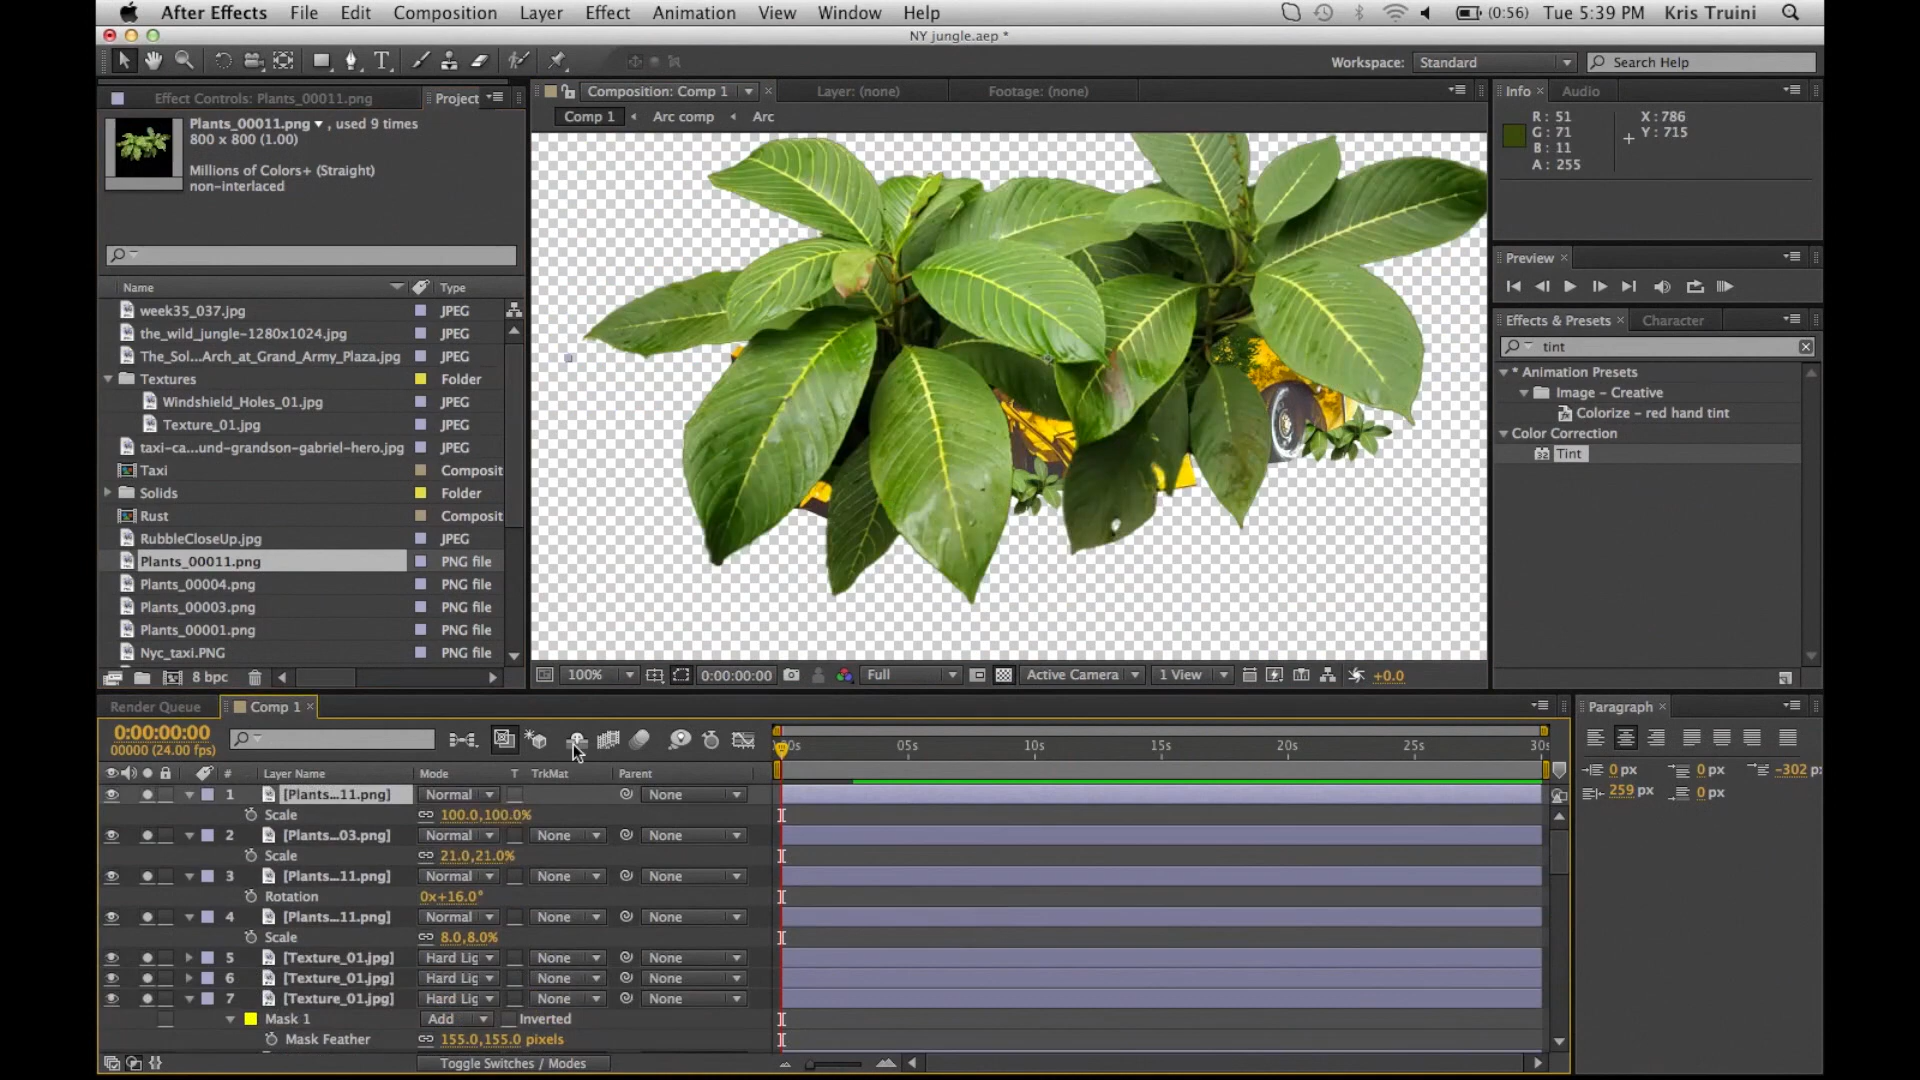 After Effects File Edit Composition Layer Effect Animation View Window Help (0:56) Tue 5:39 PM Kris Truini
NY jungle.aep *
Workspace: Standard Search Help
Effect Controls: Plants_00011.png Project
Plants_00011.png , used 9 times
800 x 800 (1.00)
Millions of Colors+ (Straight)
non-interlaced
Name Type
week35_037.jpg JPEG
the_wild_jungle-1280x1024.jpg JPEG
The_Sol...Arch_at_Grand_Army_Plaza.jpg JPEG
Textures Folder
Windshield_Holes_01.jpg JPEG
Texture_01.jpg JPEG
taxi-ca...und-grandson-gabriel-hero.jpg JPEG
Taxi Composit
Solids Folder
Rust Composit
RubbleCloseUp.jpg JPEG
Plants_00011.png PNG file
Plants_00004.png PNG file
Plants_00003.png PNG file
Plants_00001.png PNG file
Nyc_taxi.PNG PNG file
8 bpc
Composition: Comp 1 Layer: (none) Footage: (none)
Comp 1 Arc comp Arc
100% 0:00:00:00 Full Active Camera 1 View +0.0
Info Audio
R : 51 X : 786
G : 71 Y : 715
B : 11
A : 255
Preview
Effects & Presets Character
tint
* Animation Presets
Image – Creative
Colorize – red hand tint
Color Correction
Tint
Render Queue Comp 1
0:00:00:00
00000 (24.00 fps)
05s 10s 15s 20s 25s 30s
# Layer Name Mode T TrkMat Parent
1 [Plants...11.png] Normal None
Scale 100.0,100.0%
2 [Plants...03.png] Normal None None
Scale 21.0,21.0%
3 [Plants...11.png] Normal None None
Rotation 0x+16.0°
4 [Plants...11.png] Normal None None
Scale 8.0,8.0%
5 [Texture_01.jpg] Hard Lig None None
6 [Texture_01.jpg] Hard Lig None None
7 [Texture_01.jpg] Hard Lig None None
Mask 1 Add Inverted
Mask Feather 155.0,155.0 pixels
Toggle Switches / Modes
Paragraph
0 px 0 px -302 p
259 px 0 px